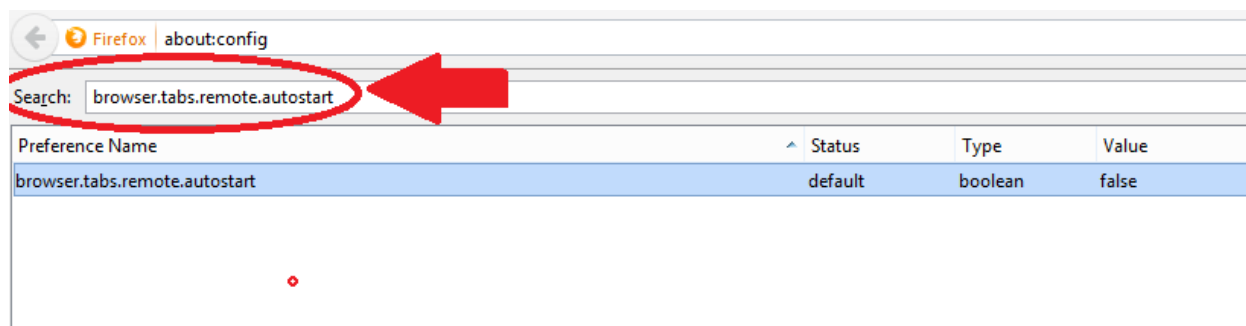 Firefox about:config
Search: browser.tabs.remote.autostart
Preference Name Status Type Value
browser.tabs.remote.autostart default boolean false